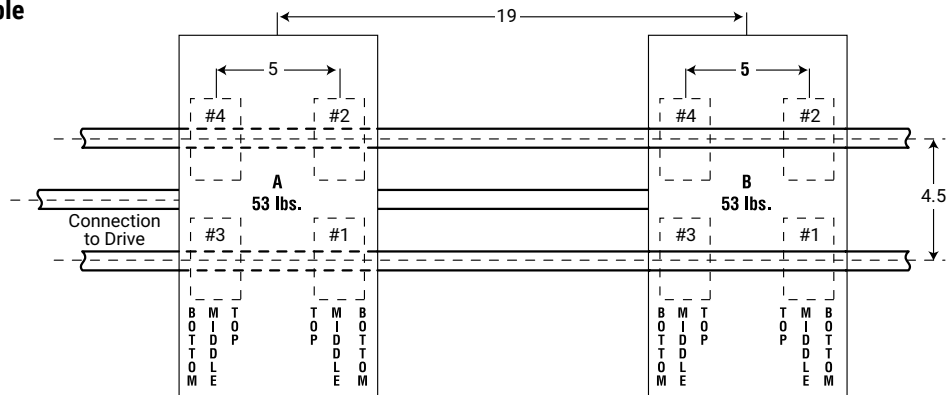 19
5
5
#4
#2
#4
#2
A
53 lbs.
B
53 lbs.
4.5
Connection
to Drive
#3
#1
#3
#1
BOTTOM
MIDDLE
TOP
TOP
MIDDLE
BOTTOM
BOTTOM
MIDDLE
TOP
TOP
MIDDLE
BOTTOM